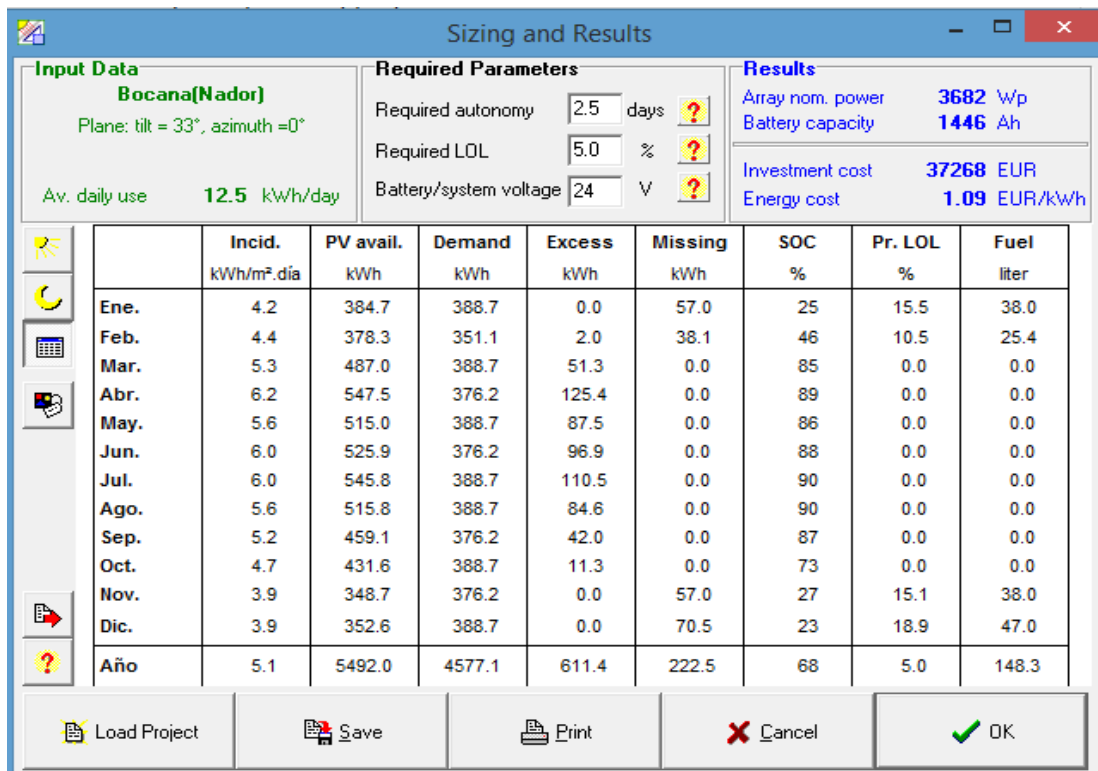 Sizing and Results
Input Data
Bocana(Nador)
Plane: tilt = 33°, azimuth =0°
Av. daily use 12.5 kWh/day
Required Parameters
Required autonomy 2.5 days ?
Required LOL 5.0 % ?
Battery/system voltage 24 V ?
Results
Array nom. power 3682 Wp
Battery capacity 1446 Ah
Investment cost 37268 EUR
Energy cost 1.09 EUR/kWh
Incid. PV avail. Demand Excess Missing SOC Pr. LOL Fuel
kWh/m².día kWh kWh kWh kWh % % liter
Ene. 4.2 384.7 388.7 0.0 57.0 25 15.5 38.0
Feb. 4.4 378.3 351.1 2.0 38.1 46 10.5 25.4
Mar. 5.3 487.0 388.7 51.3 0.0 85 0.0 0.0
Abr. 6.2 547.5 376.2 125.4 0.0 89 0.0 0.0
May. 5.6 515.0 388.7 87.5 0.0 86 0.0 0.0
Jun. 6.0 525.9 376.2 96.9 0.0 88 0.0 0.0
Jul. 6.0 545.8 388.7 110.5 0.0 90 0.0 0.0
Ago. 5.6 515.8 388.7 84.6 0.0 90 0.0 0.0
Sep. 5.2 459.1 376.2 42.0 0.0 87 0.0 0.0
Oct. 4.7 431.6 388.7 11.3 0.0 73 0.0 0.0
Nov. 3.9 348.7 376.2 0.0 57.0 27 15.1 38.0
Dic. 3.9 352.6 388.7 0.0 70.5 23 18.9 47.0
? Año 5.1 5492.0 4577.1 611.4 222.5 68 5.0 148.3
Load Project Save Print Cancel OK